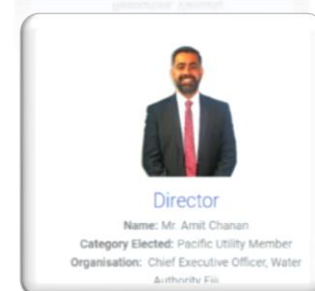 Director
Name: Mr. Amit Chanan
Category Elected: Pacific Utility Member
Organisation: Chief Executive Officer, Water
Authority Fiji